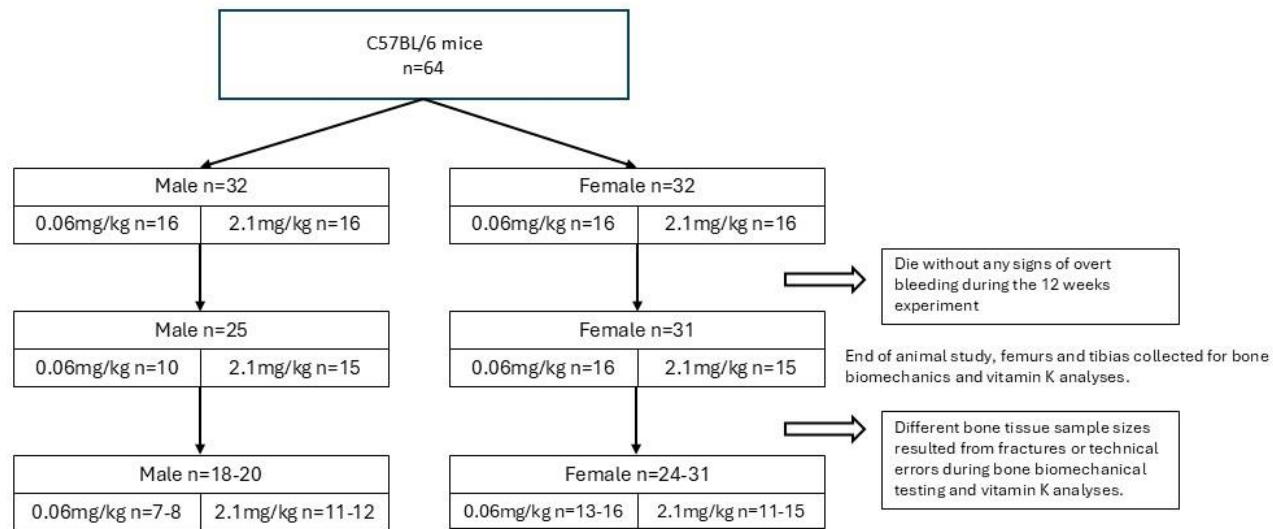 C57BL/6 mice
n=64
Male n=32
0.06mg/kg n=16 2.1mg/kg n=16
Female n=32
0.06mg/kg n=16 2.1mg/kg n=16
Die without any signs of overt
bleeding during the 12 weeks
experiment
Male n=25
0.06mg/kg n=10 2.1mg/kg n=15
Female n=31
0.06mg/kg n=16 2.1mg/kg n=15
End of animal study, femurs and tibias collected for bone
biomechanics and vitamin K analyses.
Different bone tissue sample sizes
resulted from fractures or technical
errors during bone biomechanical
testing and vitamin K analyses.
Male n=18-20
0.06mg/kg n=7-8 2.1mg/kg n=11-12
Female n=24-31
0.06mg/kg n=13-16 2.1mg/kg n=11-15